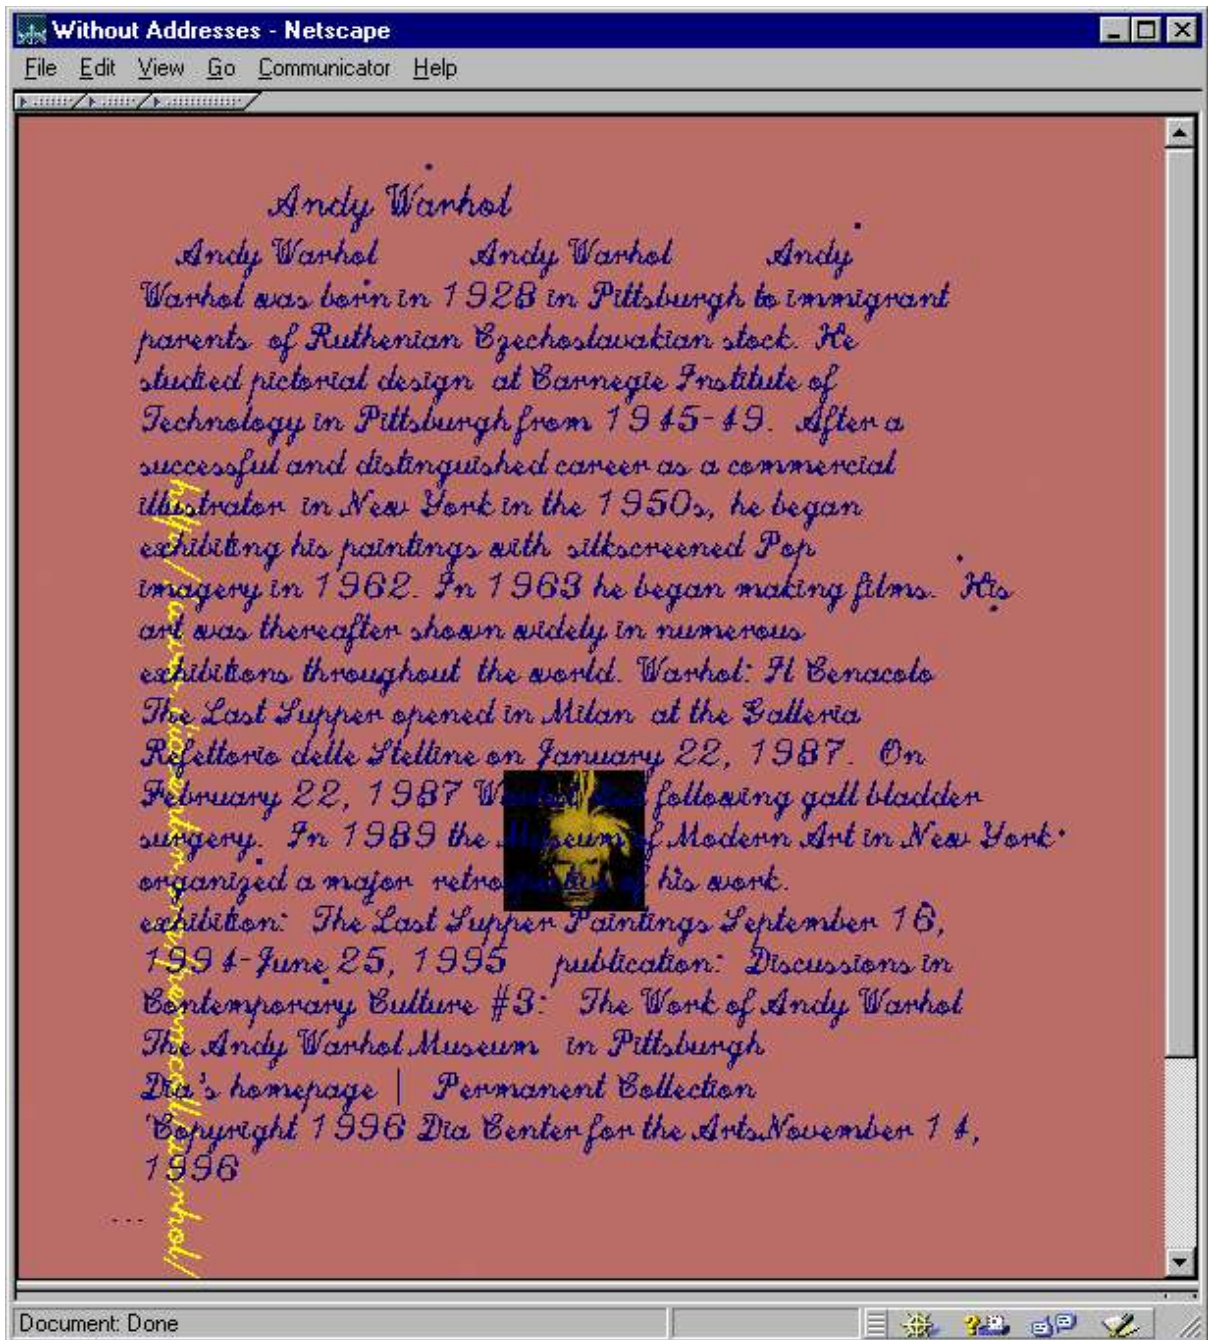 Without Addresses - Netscape
File Edit View Go Communicator Help
Andy Warhol
Andy Warhol Andy Warhol Andy
Warhol was born in 1928 in Pittsburgh to immigrant
parents of Ruthenian Czechoslavakian stock. He
studied pictorial design at Carnegie Institute of
Technology in Pittsburgh from 1945-49. After a
successful and distinguished career as a commercial
illustrator in New York in the 1950s, he began
exhibiting his paintings with silkscreened Pop
imagery in 1962. In 1963 he began making films. His
art was thereafter shown widely in numerous
exhibitions throughout the world. Warhol: Il Cenacolo
The Last Supper opened in Milan at the Galleria
Refettorio delle Stelline on January 22, 1987. On
February 22, 1987 Warhol died following gall bladder
surgery. In 1989 the Museum of Modern Art in New York
organized a major retrospective of his work.
exhibition: The Last Supper Paintings September 16,
1994-June 25, 1995 publication: Discussions in
Contemporary Culture #3: The Work of Andy Warhol
The Andy Warhol Museum in Pittsburgh
Dia's homepage | Permanent Collection
Copyright 1996 Dia Center for the Arts November 14,
1996
...
Document: Done